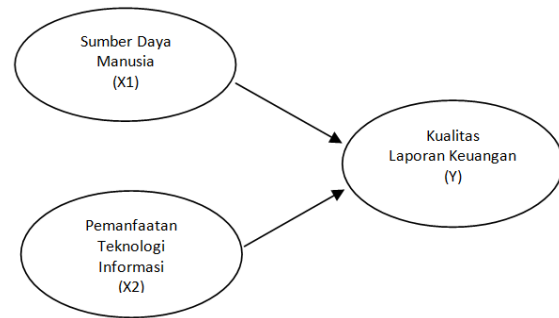 Sumber Daya
Manusia
(X1)
Kualitas
Laporan Keuangan
(Y)
Pemanfaatan
Teknologi
Informasi
(X2)